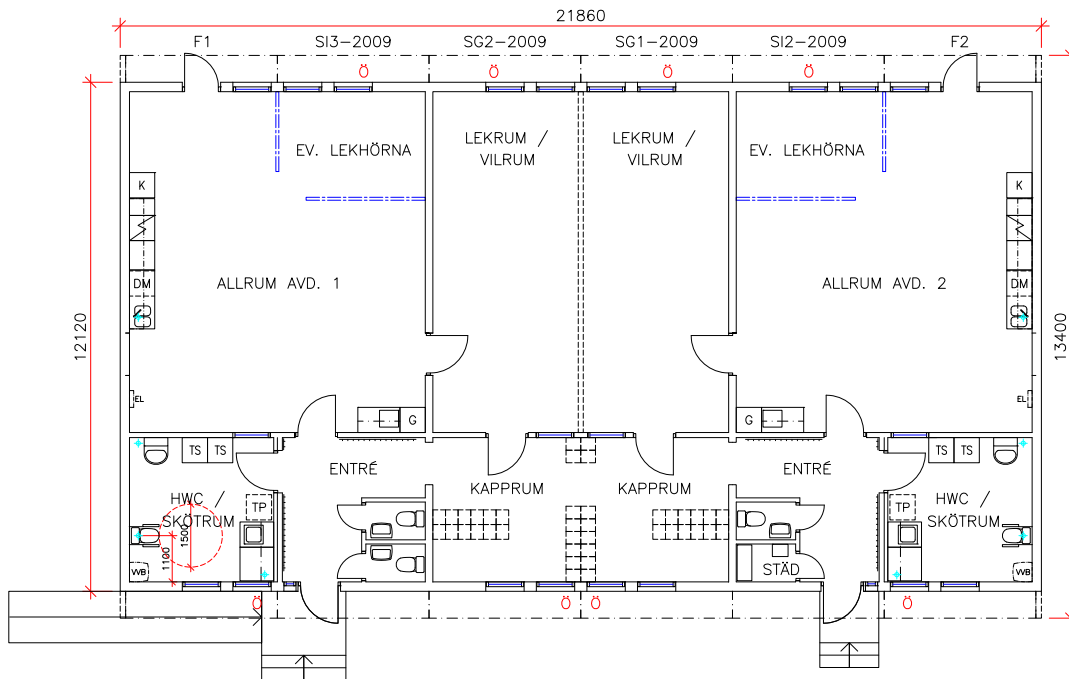 21860
F1
SI3-2009
SG2-2009
SG1-2009
SI2-2009
F2
Ö
Ö
Ö
Ö
EV. LEKHÖRNA
LEKRUM /
VILRUM
LEKRUM /
VILRUM
EV. LEKHÖRNA
K
K
DM
ALLRUM AVD. 1
ALLRUM AVD. 2
DM
12120
13400
EL
EL
G
G
TS
TS
ENTRÉ
KAPPRUM
KAPPRUM
ENTRÉ
TS
TS
HWC /
SKÖTRUM
TP
TP
HWC /
SKÖTRUM
1500
1100
WB
STÄD
WB
Ö
Ö
Ö
Ö